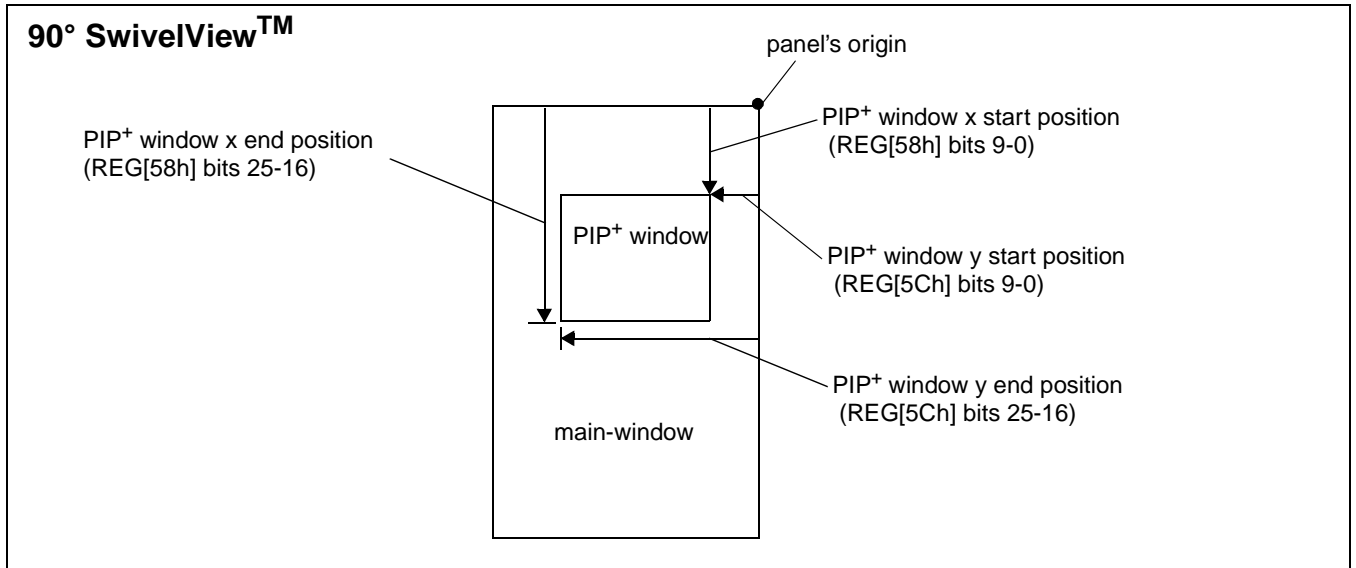 90° SwivelView™
panel's origin
PIP+ window x start position
(REG[58h] bits 9-0)
PIP+ window x end position
(REG[58h] bits 25-16)
PIP+ window
PIP+ window y start position
(REG[5Ch] bits 9-0)
PIP+ window y end position
(REG[5Ch] bits 25-16)
main-window